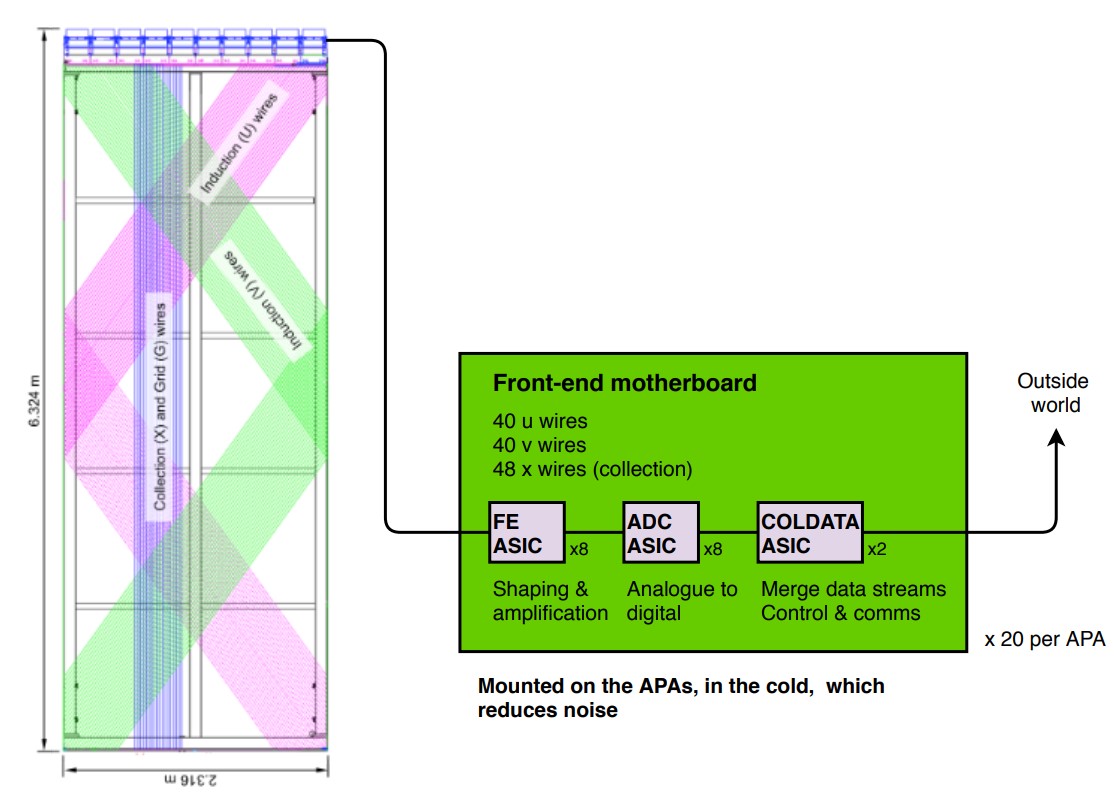 6.324 m
2.316 m
Induction (U) wires
Induction (V) wires
Collection (X) and Grid (G) wires
Front-end motherboard
40 u wires
40 v wires
48 x wires (collection)
FE
ASIC
x8
ADC
ASIC
x8
COLDATA
ASIC
x2
Shaping &
amplification
Analogue to
digital
Merge data streams
Control & comms
Outside
world
x 20 per APA
Mounted on the APAs, in the cold, which
reduces noise